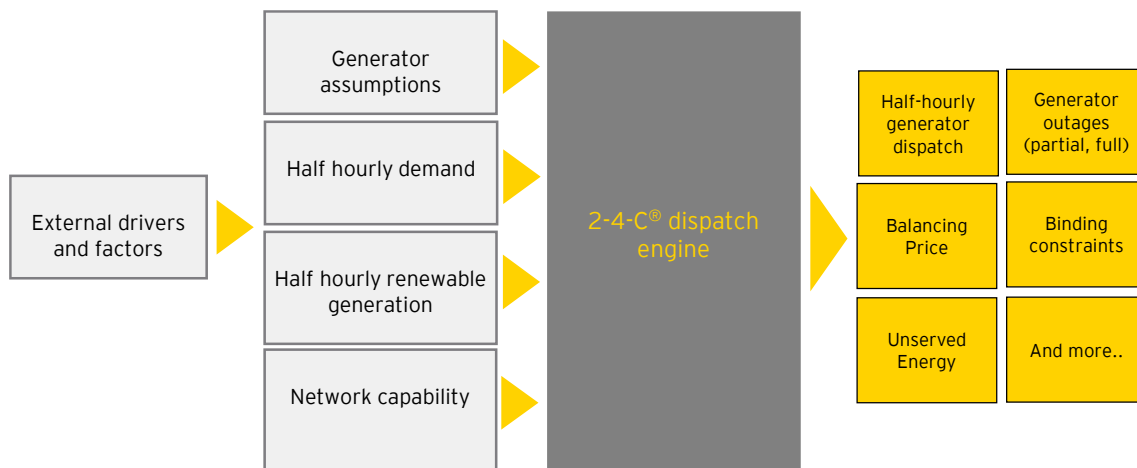 External drivers
and factors
Generator
assumptions
Half hourly demand
Half hourly renewable
generation
Network capability
2-4-C® dispatch
engine
Half-hourly
generator
dispatch
Generator
outages
(partial, full)
Balancing
Price
Binding
constraints
Unserved
Energy
And more..